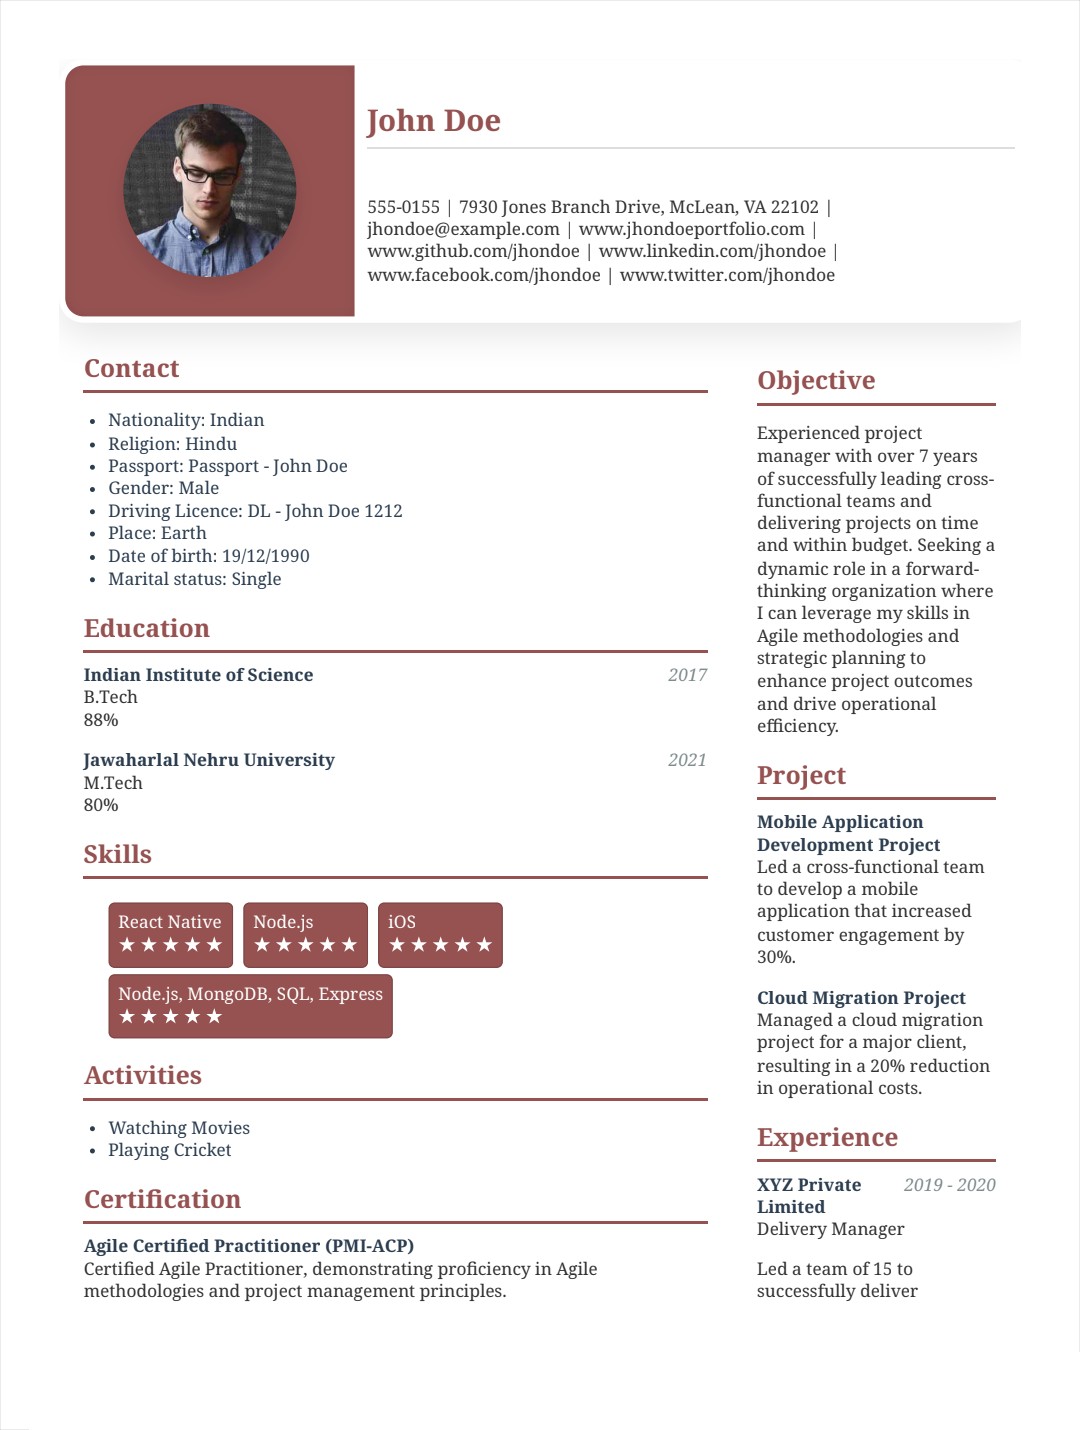 John Doe
555-0155 | 7930 Jones Branch Drive, McLean, VA 22102 |
jhondoe@example.com | www.jhondoeportfolio.com |
www.github.com/jhondoe | www.linkedin.com/jhondoe |
www.facebook.com/jhondoe | www.twitter.com/jhondoe
Contact
• Nationality: Indian
• Religion: Hindu
• Passport: Passport - John Doe
• Gender: Male
• Driving Licence: DL - John Doe 1212
• Place: Earth
• Date of birth: 19/12/1990
• Marital status: Single
Education
Indian Institute of Science 2017
B.Tech
88%
Jawaharlal Nehru University 2021
M.Tech
80%
Skills
React Native
★★★★★
Node.js
★★★★★
iOS
★★★★★
Node.js, MongoDB, SQL, Express
★★★★★
Activities
• Watching Movies
• Playing Cricket
Certification
Agile Certified Practitioner (PMI-ACP)
Certified Agile Practitioner, demonstrating proficiency in Agile
methodologies and project management principles.
Objective
Experienced project
manager with over 7 years
of successfully leading cross-
functional teams and
delivering projects on time
and within budget. Seeking a
dynamic role in a forward-
thinking organization where
I can leverage my skills in
Agile methodologies and
strategic planning to
enhance project outcomes
and drive operational
efficiency.
Project
Mobile Application
Development Project
Led a cross-functional team
to develop a mobile
application that increased
customer engagement by
30%.
Cloud Migration Project
Managed a cloud migration
project for a major client,
resulting in a 20% reduction
in operational costs.
Experience
XYZ Private 2019 - 2020
Limited
Delivery Manager
Led a team of 15 to
successfully deliver